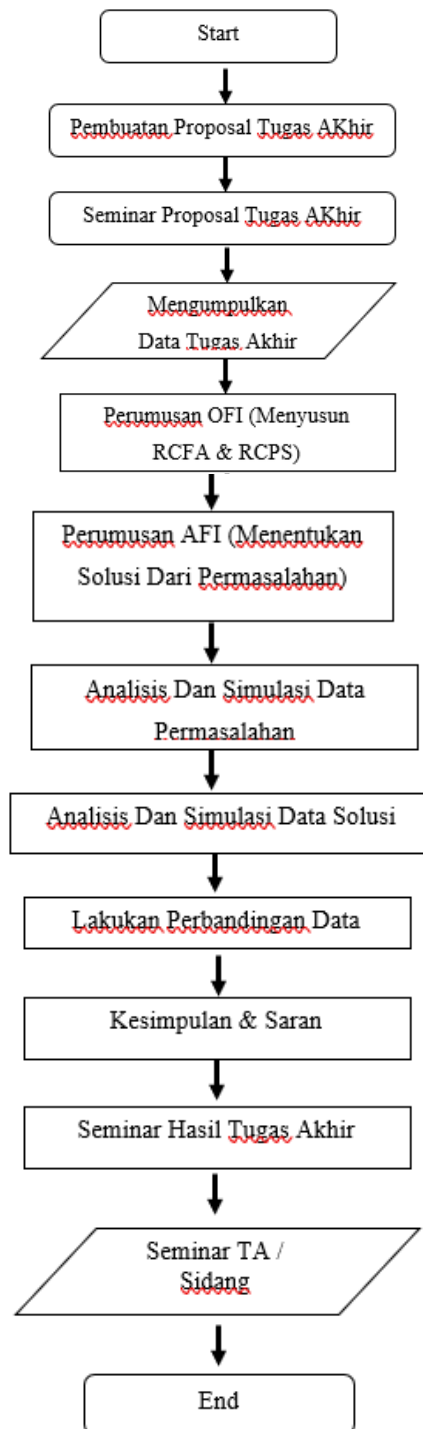 Start
Pembuatan Proposal Tugas AKhir
Seminar Proposal Tugas AKhir
Mengumpulkan
Data Tugas Akhir
Perumusan OFI (Menyusun
RCFA & RCPS)
Perumusan AFI (Menentukan
Solusi Dari Permasalahan)
Analisis Dan Simulasi Data
Permasalahan
Analisis Dan Simulasi Data Solusi
Lakukan Perbandingan Data
Kesimpulan & Saran
Seminar Hasil Tugas Akhir
Seminar TA /
Sidang
End